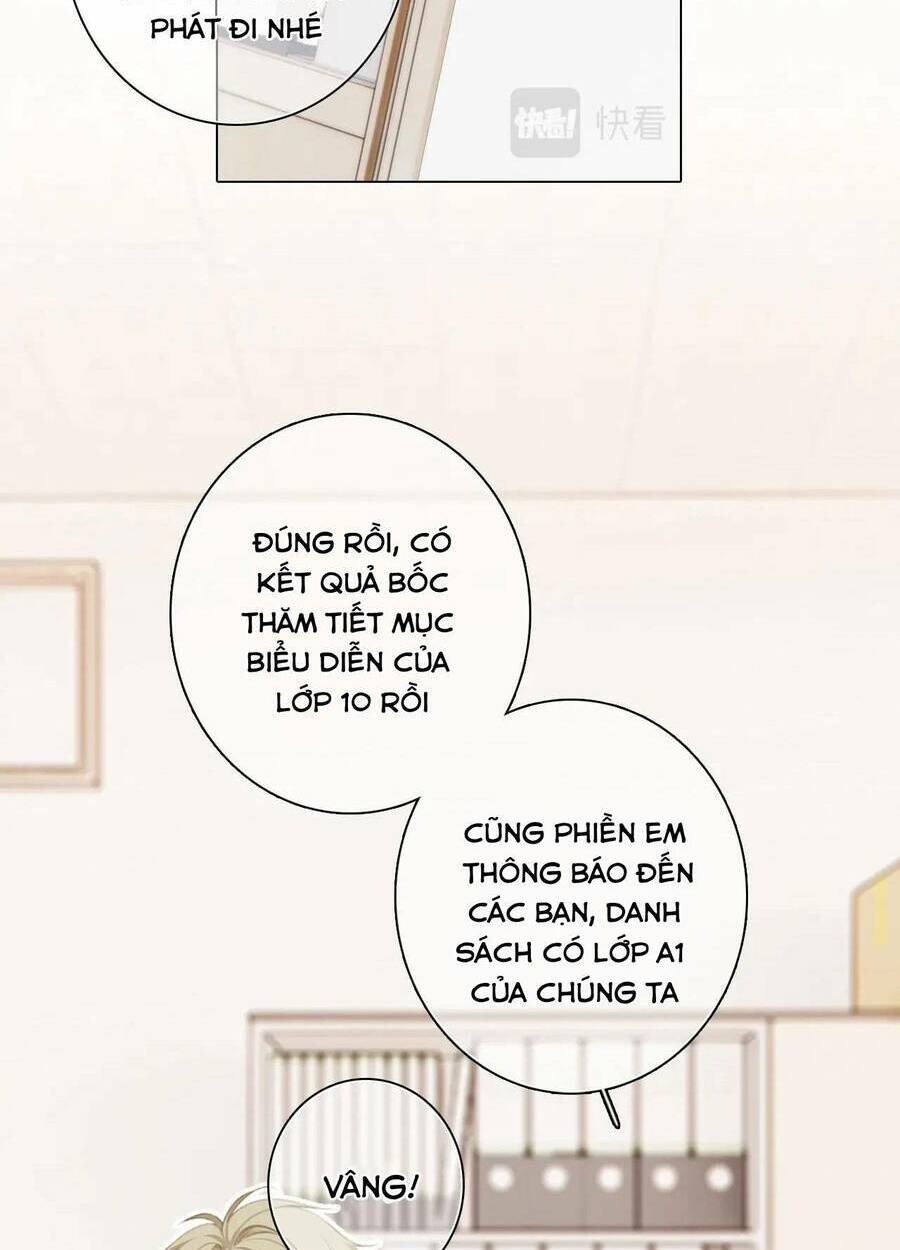 PHÁT ĐI NHÉ
快看! 快看
ĐÚNG RỒI, CÓ
KẾT QUẢ BỐC
THĂM TIẾT MỤC
BIỂU DIỄN CỦA
LỚP 10 RỒI
CŨNG PHIỀN EM
THÔNG BÁO ĐẾN
CÁC BẠN, DANH
SÁCH CÓ LỚP A1
CỦA CHÚNG TA
VÂNG!